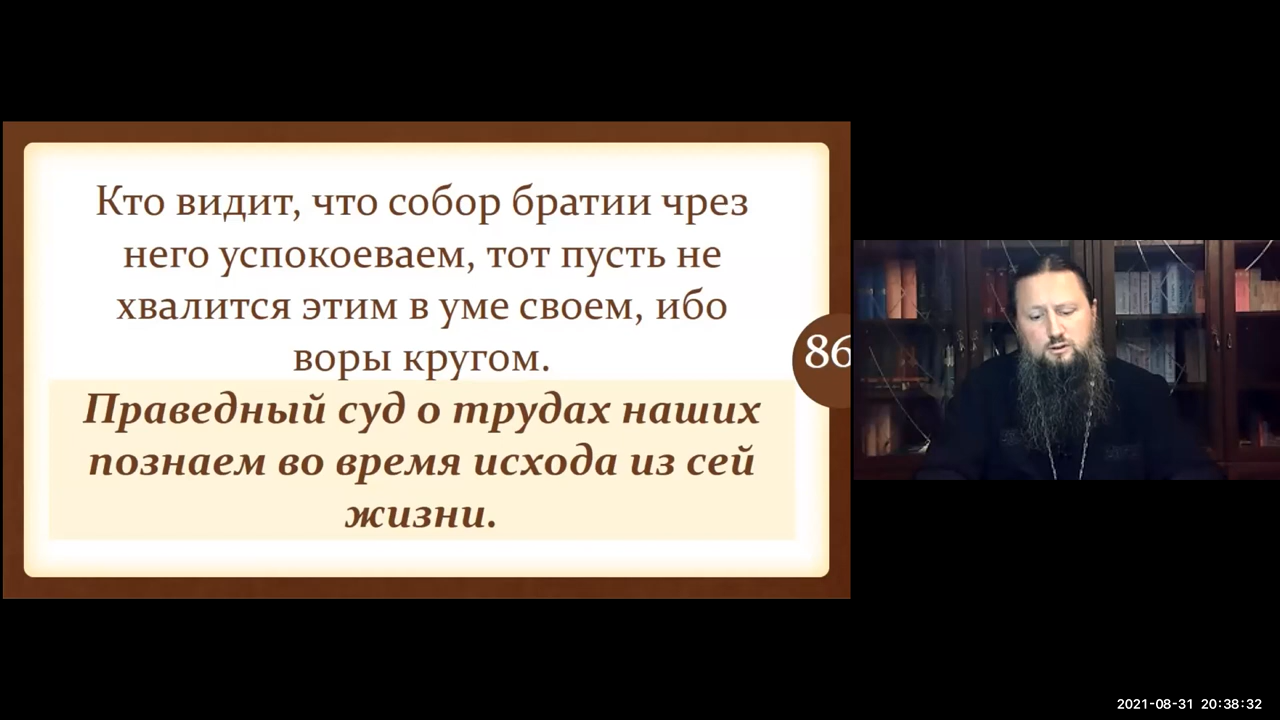 Кто видит, что собор братии чрез
него успокоеваем, тот пусть не
хвалится этим в уме своем, ибо
воры кругом.
Праведный суд о трудах наших
познаем во время исхода из сей
жизни.
86
2021-08-31 20:38:32